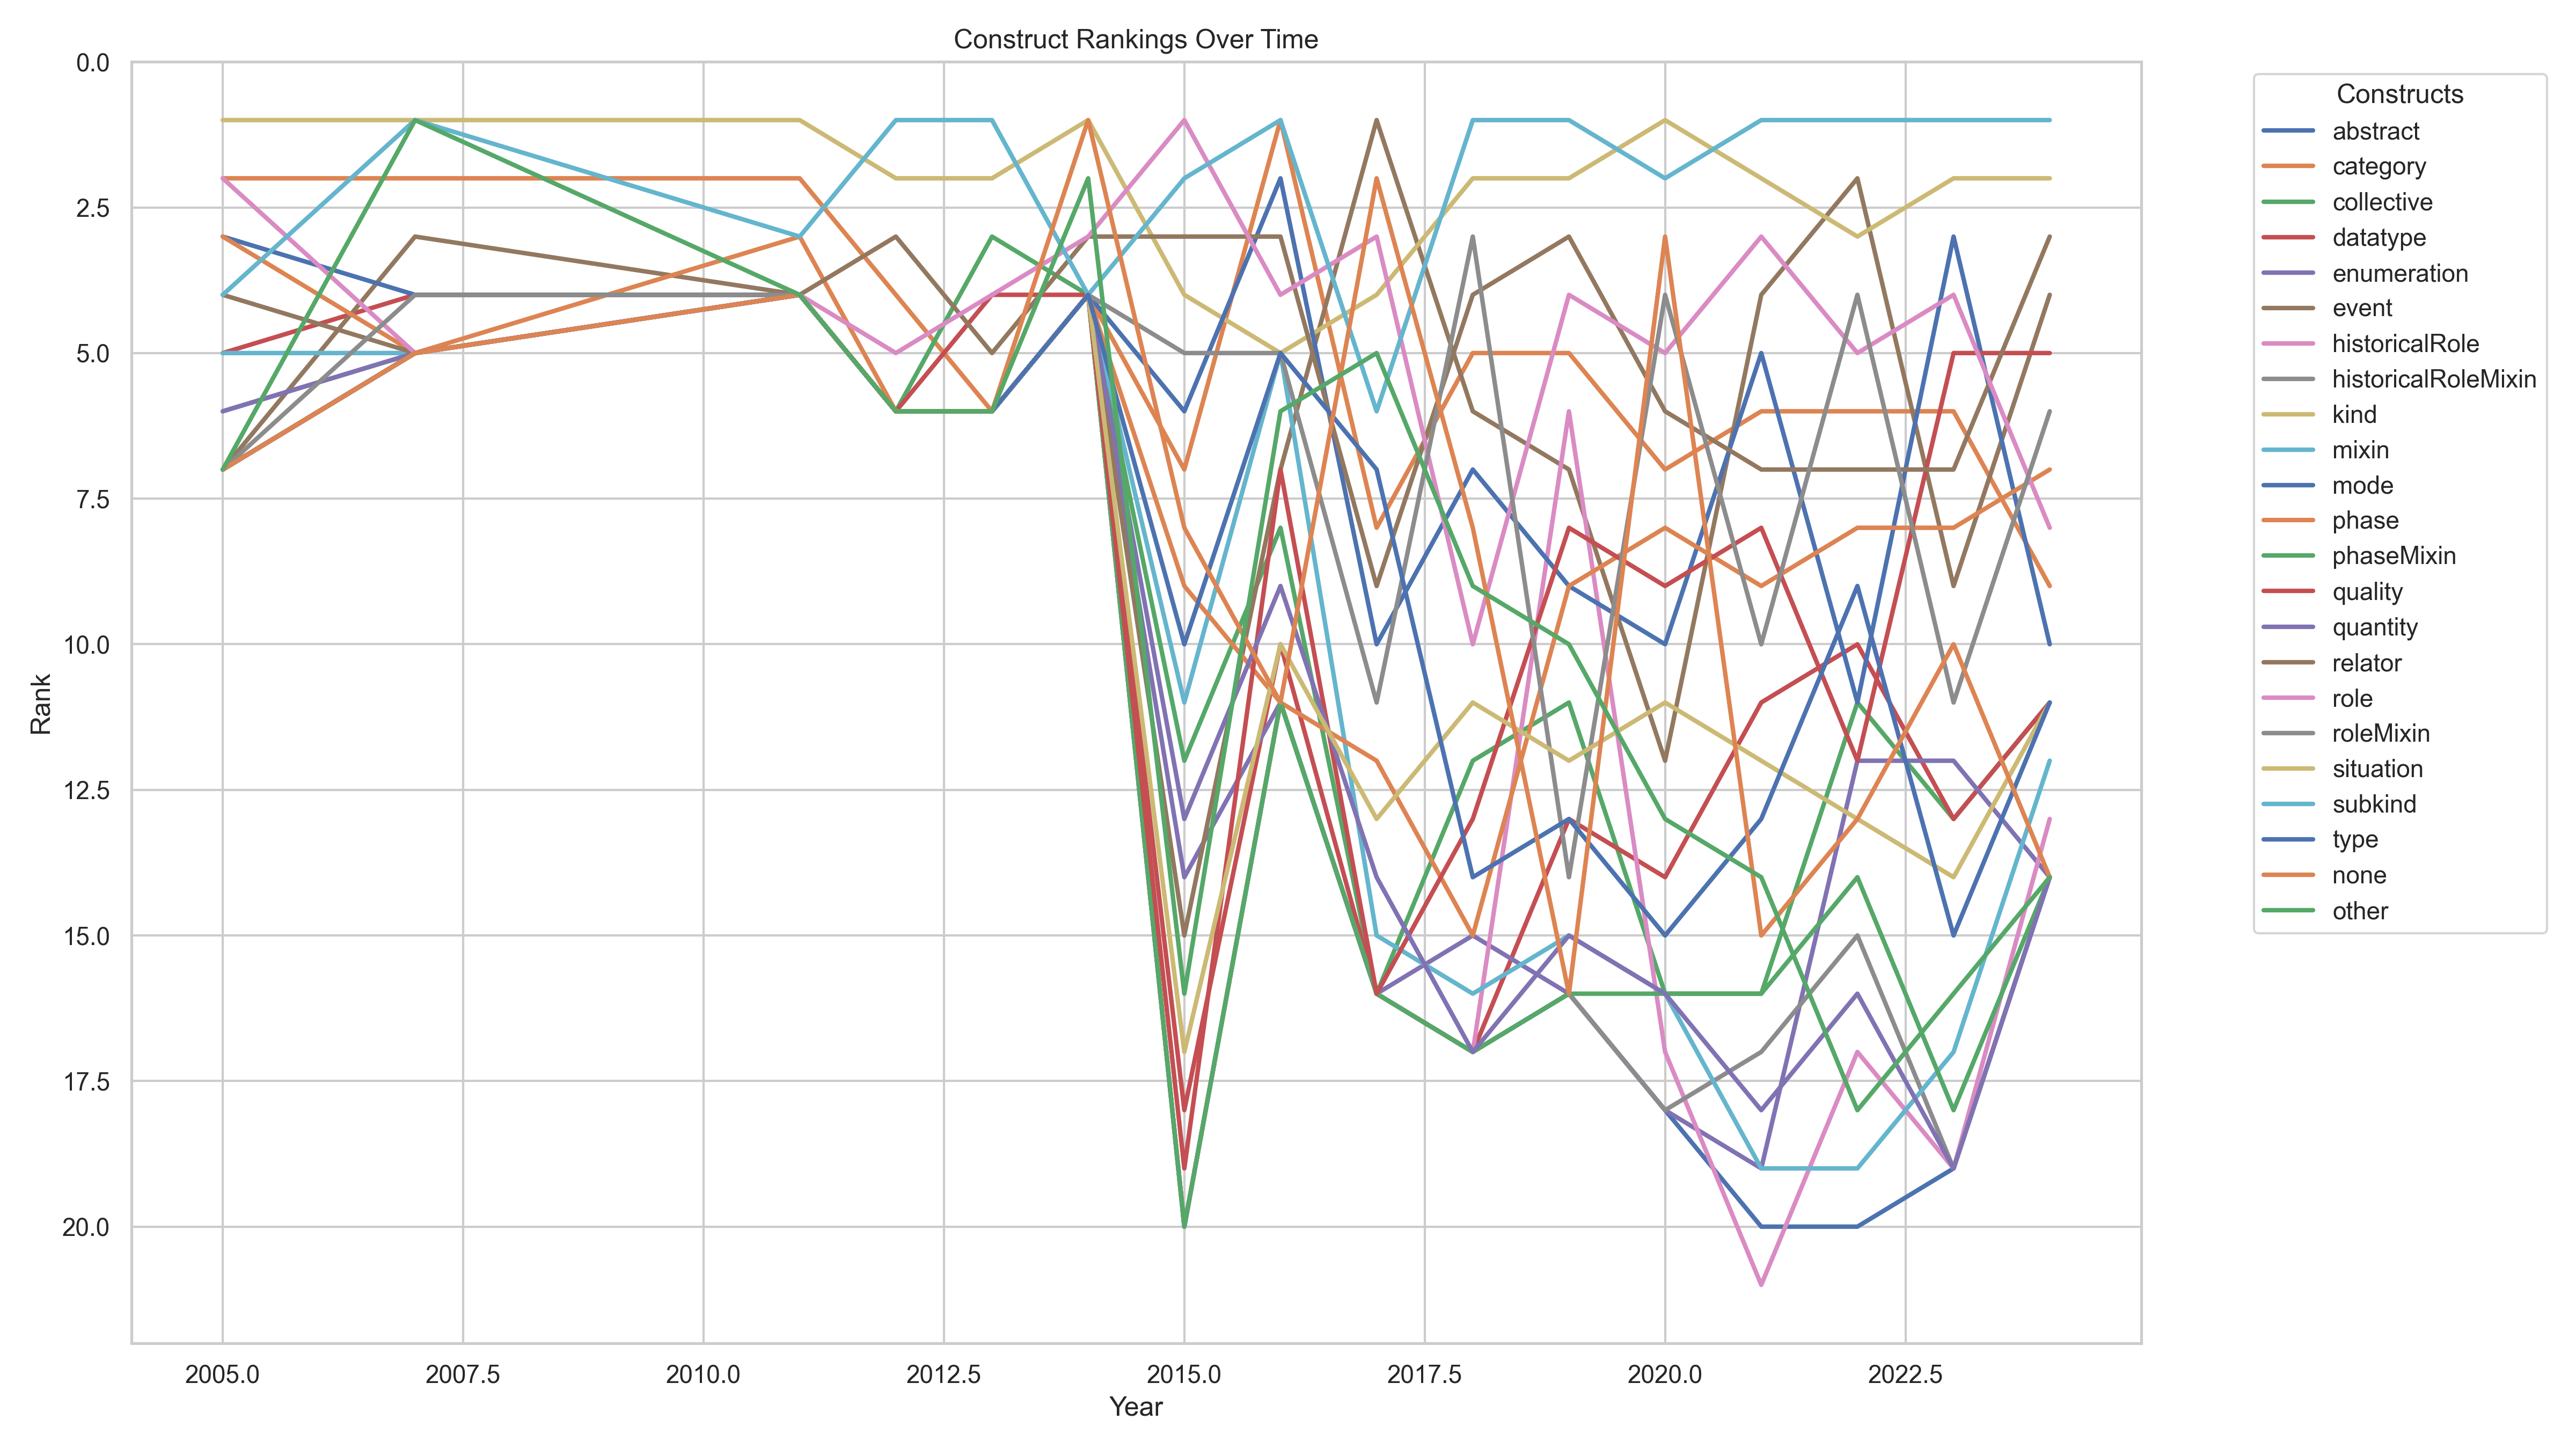 Construct Rankings Over Time
0.0
2.5
5.0
7.5
10.0
12.5
15.0
17.5
20.0
Rank
2005.0 2007.5 2010.0 2012.5 2015.0 2017.5 2020.0 2022.5
Year
Constructs
abstract
category
collective
datatype
enumeration
event
historicalRole
historicalRoleMixin
kind
mixin
mode
phase
phaseMixin
quality
quantity
relator
role
roleMixin
situation
subkind
type
none
other